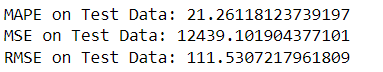 MAPE on Test Data: 21.26118123739197
MSE on Test Data: 12439.101904377101
RMSE on Test Data: 111.5307217961809